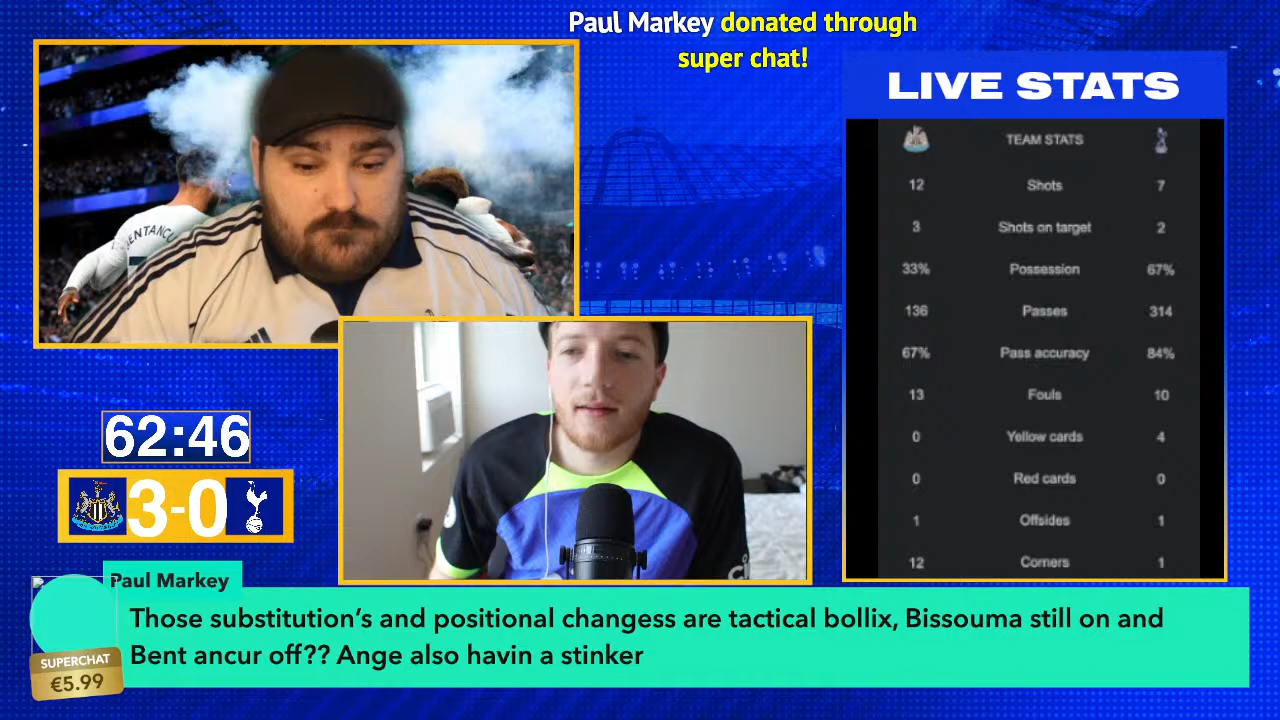 Paul Markey donated through
super chat!
LIVE STATS
TEAM STATS
12 Shots 7
3 Shots on target 2
33% Possession 67%
136 Passes 314
67% Pass accuracy 84%
13 Fouls 10
0 Yellow cards 4
0 Red cards 0
1 Offsides 1
12 Corners 1
ENTANCU
62:46
3-0
Paul Markey
Those substitution's and positional changess are tactical bollix, Bissouma still on and
Bent ancur off?? Ange also havin a stinker
SUPERCHAT
€5.99